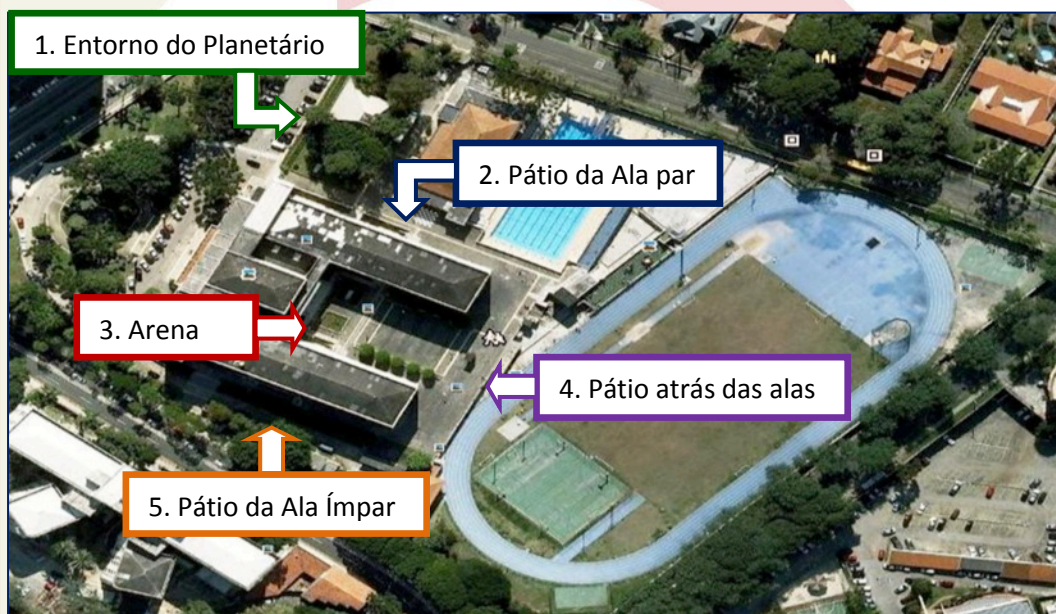 1. Entorno do Planetário
2. Pátio da Ala par
3. Arena
4. Pátio atrás das alas
5. Pátio da Ala Ímpar